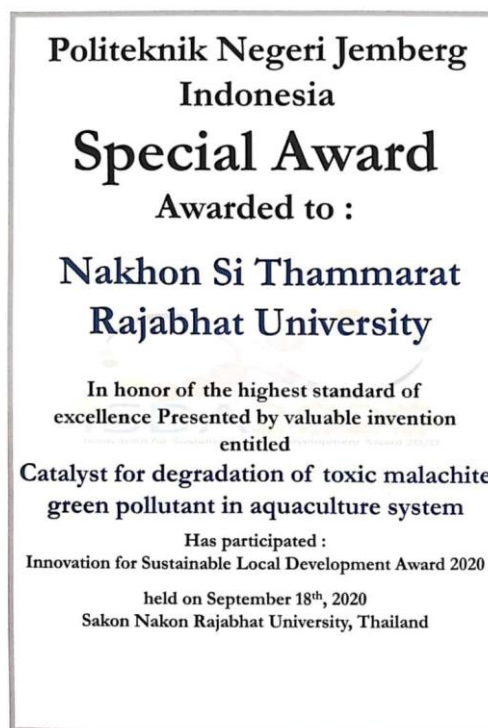 Politeknik Negeri Jemberg
Indonesia
Special Award
Awarded to :
Nakhon Si Thammarat
Rajabhat University
In honor of the highest standard of
excellence Presented by valuable invention
entitled
Catalyst for degradation of toxic malachite
green pollutant in aquaculture system
Has participated :
Innovation for Sustainable Local Development Award 2020
held on September 18th, 2020
Sakon Nakon Rajabhat University, Thailand